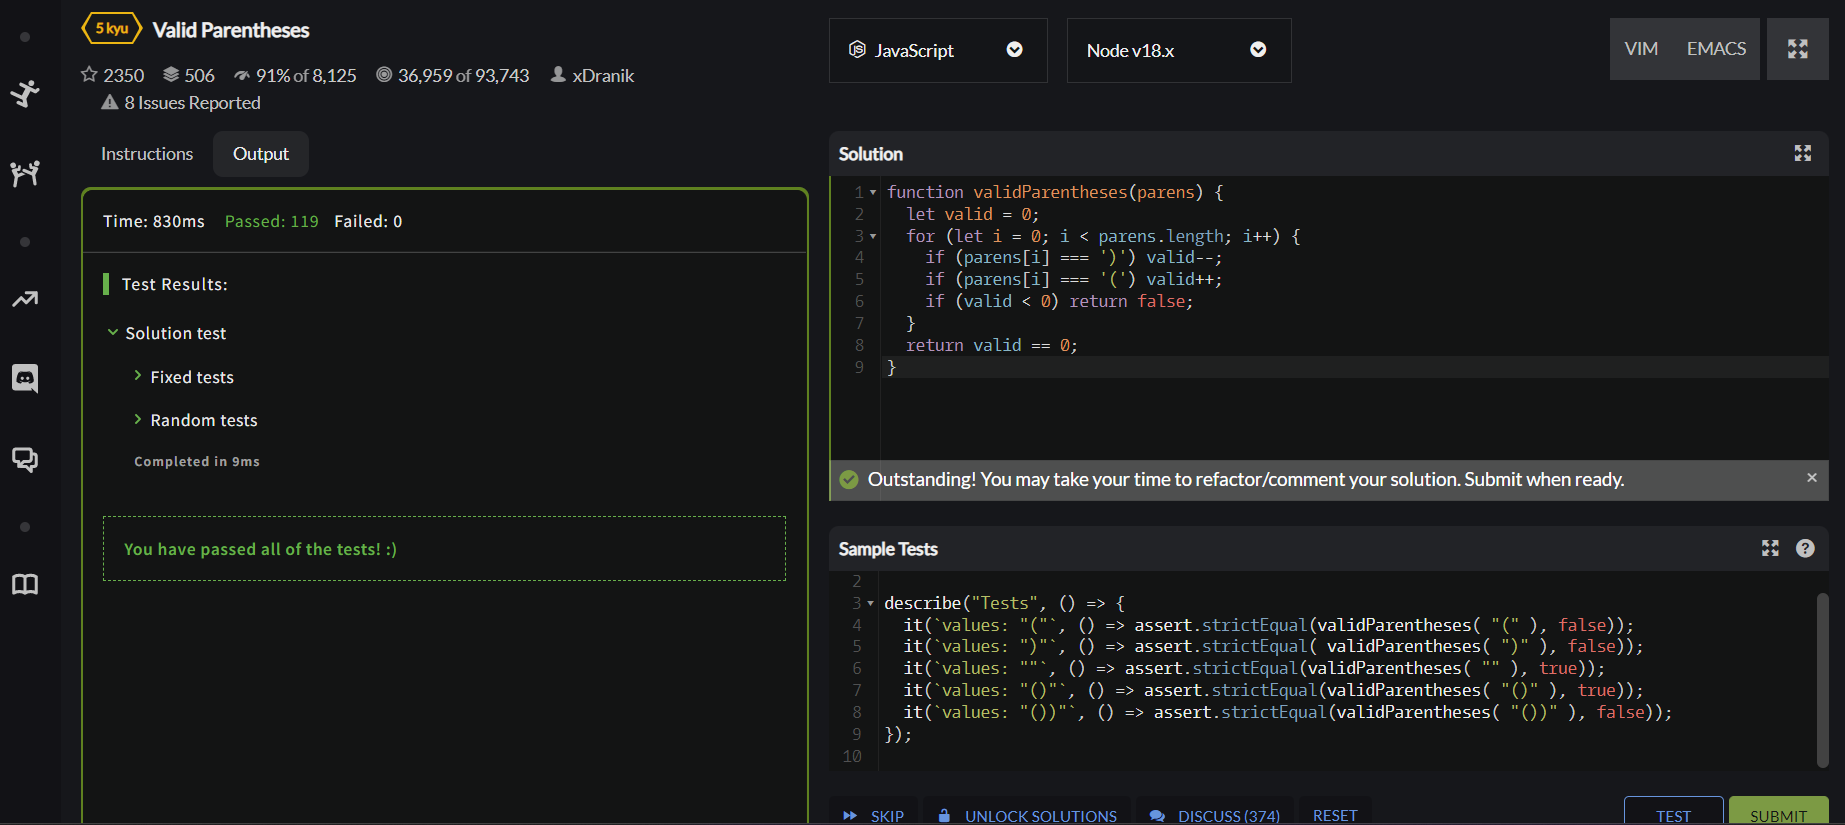 5 kyu Valid Parentheses
2350 506 91% of 8,125 36,959 of 93,743 xDranik
8 Issues Reported
Instructions Output
Time: 830ms Passed: 119 Failed: 0
Test Results:
Solution test
Fixed tests
Random tests
Completed in 9ms
You have passed all of the tests! :)
JavaScript Node v18.x VIM EMACS
Solution
1 function validParentheses(parens) {
2 let valid = 0;
3 for (let i = 0; i < parens.length; i++) {
4 if (parens[i] === ')') valid--;
5 if (parens[i] === '(') valid++;
6 if (valid < 0) return false;
7 }
8 return valid == 0;
9 }
Outstanding! You may take your time to refactor/comment your solution. Submit when ready. ×
Sample Tests ?
2
3 describe("Tests", () => {
4 it(`values: "("`, () => assert.strictEqual(validParentheses( "(" ), false));
5 it(`values: ")"`, () => assert.strictEqual( validParentheses( ")" ), false));
6 it(`values: ""`, () => assert.strictEqual(validParentheses( "" ), true));
7 it(`values: "()"`, () => assert.strictEqual(validParentheses( "()" ), true));
8 it(`values: "())"`, () => assert.strictEqual(validParentheses( "())" ), false));
9 });
10
SKIP UNLOCK SOLUTIONS DISCUSS (374) RESET TEST SUBMIT